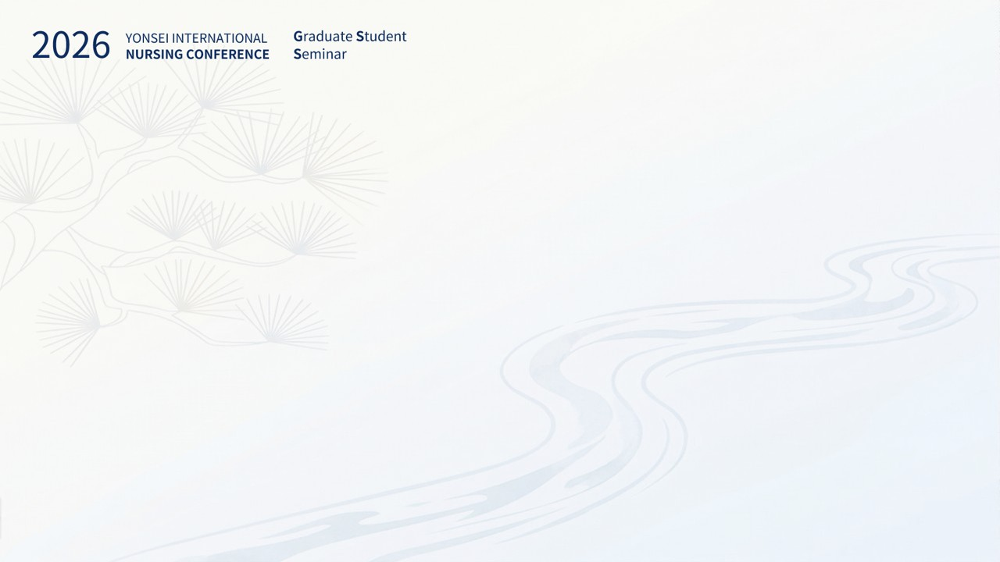 2026
YONSEI INTERNATIONAL
NURSING CONFERENCE
Graduate Student
Seminar